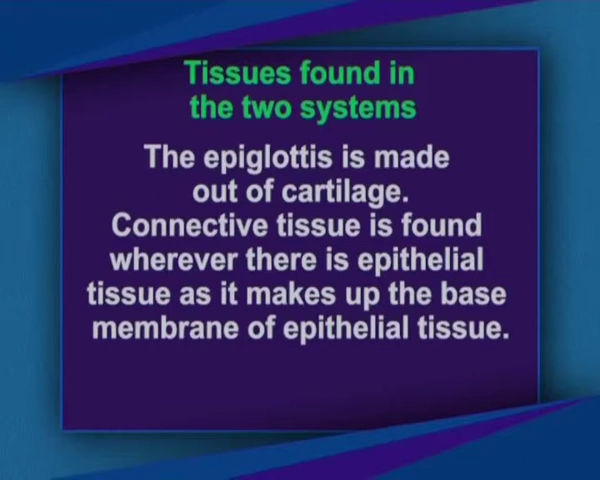 Tissues found in
the two systems
The epiglottis is made
out of cartilage.
Connective tissue is found
wherever there is epithelial
tissue as it makes up the base
membrane of epithelial tissue.